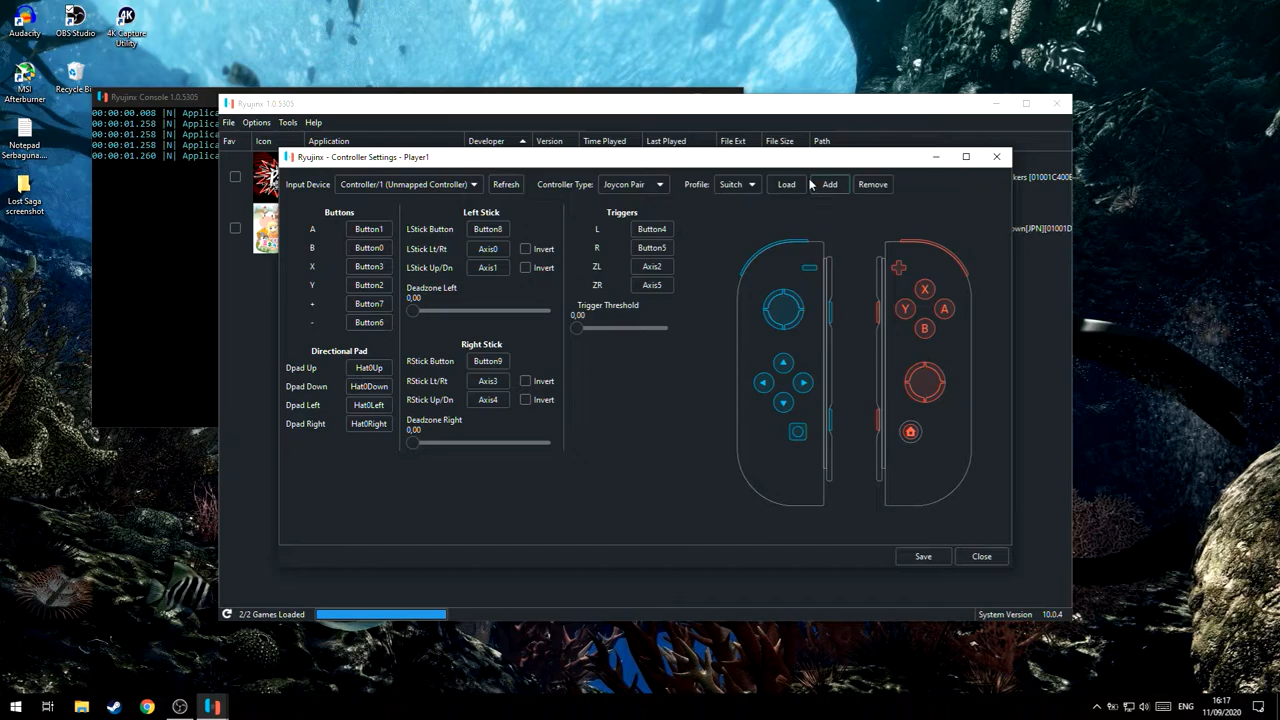 Audacity
OBS Studio
4K Capture
Utility
MSI
Afterburner
Recycle Bi
Notepad
Serbaguna....
Lost Saga
screenshot
Ryujinx Console 1.0.5305
00:00:00.008 |N| Applica
00:00:01.258 |N| Applica
00:00:01.258 |N| Applica
00:00:01.260 |N| Applica
Ryujinx 1.0.5305
File Options Tools Help
Fav Icon Application Developer Version Time Played Last Played File Ext File Size Path
kers [01001C400E
own[JPN][01001D
Ryujinx - Controller Settings - Player1
Input Device Controller/1 (Unmapped Controller) Refresh Controller Type: Joycon Pair Profile: Suitch Load Add Remove
Buttons
A Button1
B Button0
X Button3
Y Button2
+ Button7
- Button6
Directional Pad
Dpad Up Hat0Up
Dpad Down Hat0Down
Dpad Left Hat0Left
Dpad Right Hat0Right
Left Stick
LStick Button Button8
LStick Lt/Rt Axis0 Invert
LStick Up/Dn Axis1 Invert
Deadzone Left
0,00
Right Stick
RStick Button Button9
RStick Lt/Rt Axis3 Invert
RStick Up/Dn Axis4 Invert
Deadzone Right
0,00
Triggers
L Button4
R Button5
ZL Axis2
ZR Axis5
Trigger Threshold
0,00
X
Y A
B
Save Close
2/2 Games Loaded System Version 10.0.4
ENG
16:17
11/09/2020